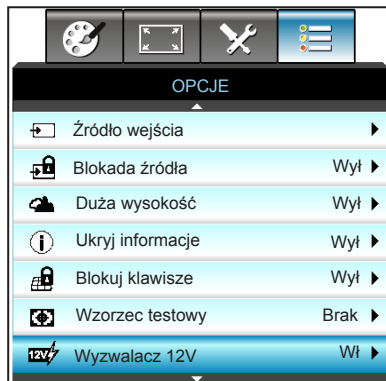 OPCJE
Źródło wejścia
Blokada źródła Wył
Duża wysokość Wył
Ukryj informacje Wył
Blokuj klawisze Wył
Wzorzec testowy Brak
12V Wyzwalacz 12V Wł